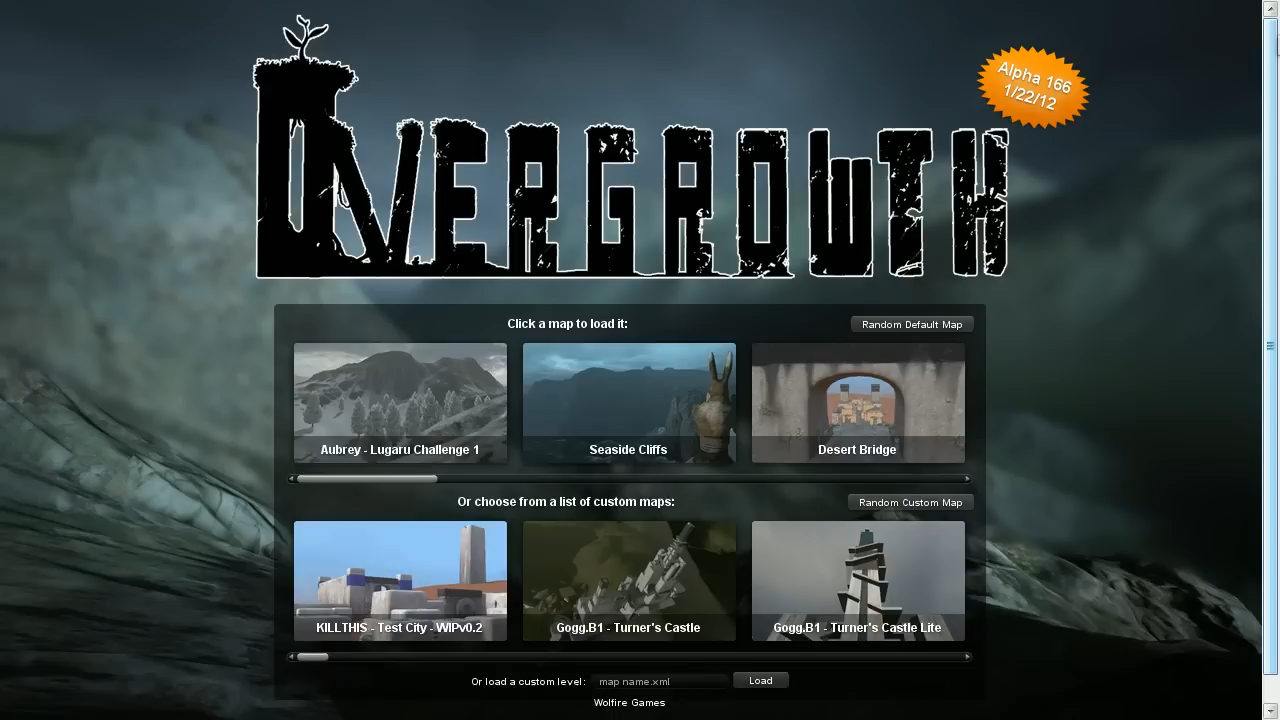 OVERGROWTH
Alpha 166
1/22/12
Click a map to load it:
Random Default Map
Aubrey - Lugaru Challenge 1
Seaside Cliffs
Desert Bridge
Or choose from a list of custom maps:
Random Custom Map
KILLTHIS - Test City - WIPv0.2
Gogg.B1 - Turner's Castle
Gogg.B1 - Turner's Castle Lite
Or load a custom level: map name.xml Load
Wolfire Games